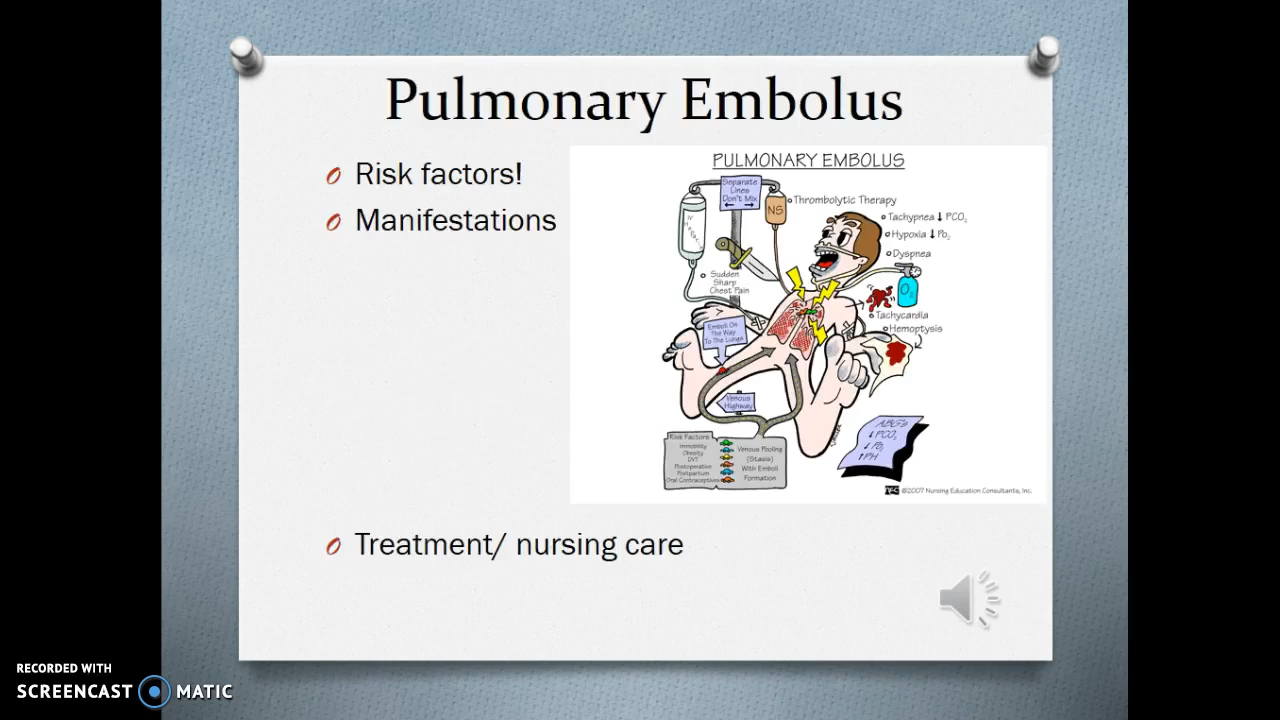 Pulmonary Embolus
Risk factors!
Manifestations
Treatment/ nursing care
PULMONARY EMBOLUS
Separate
Lines
Don't Mix
NS
Thrombolytic Therapy
Tachypnea ↓ PCO₂
Hypoxia ↓ Po₂
Dyspnea
O₂
Sudden
Sharp
Chest Pain
Tachycardia
Hemoptysis
Emboli On
The Way
To The Lungs
Venous
Highway
Risk Factors
Immobility
Obesity
DVT
Postoperative
Postpartum
Oral Contraceptives
Venous Pooling
(Stasis)
With Emboli
Formation
ABG's
↓ PCO₂
↓ Po₂
↑ PH
©2007 Nursing Education Consultants, Inc.
RECORDED WITH
SCREENCAST MATIC